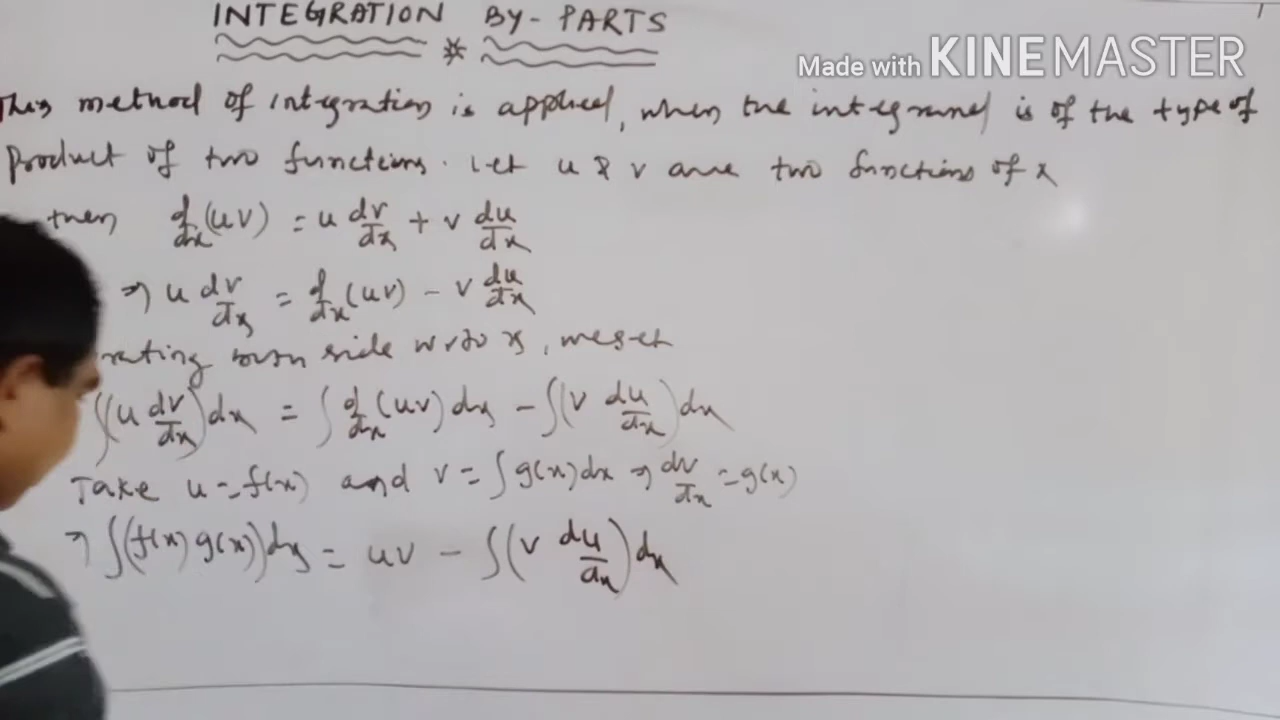 INTEGRATION BY-PARTS
Made with KINEMASTER
This method of integration is applied, when the integrand is of the type of
Product of two functions. Let u & v are two functions of x
then d/dx (uv) = u dv/dx + v du/dx
⇒ u dv/dx = d/dx (uv) - v du/dx
rating both side w.r.to x, we get
∫(u dv/dx) dx = ∫ d/dx (uv) dx - ∫(v du/dx) dx
Take u = f(x) and v = ∫g(x)dx ⇒ dv/dx = g(x)
⇒ ∫(f(x) g(x))dx = uv - ∫(v du/dx) dx